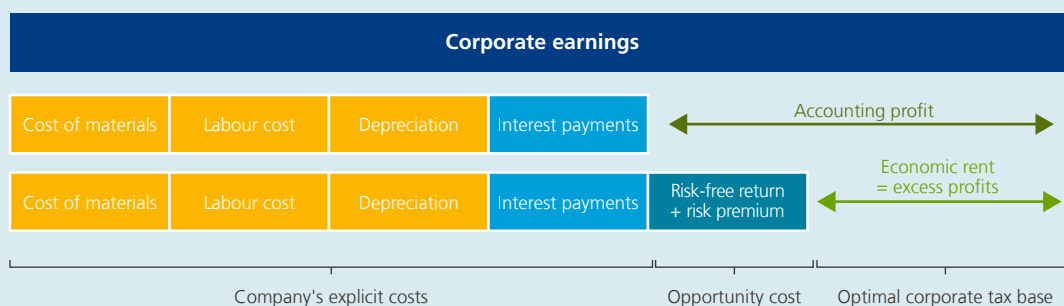 Corporate earnings
Cost of materials
Labour cost
Depreciation
Interest payments
Accounting profit
Cost of materials
Labour cost
Depreciation
Interest payments
Risk-free return
+ risk premium
Economic rent
= excess profits
Company's explicit costs
Opportunity cost
Optimal corporate tax base